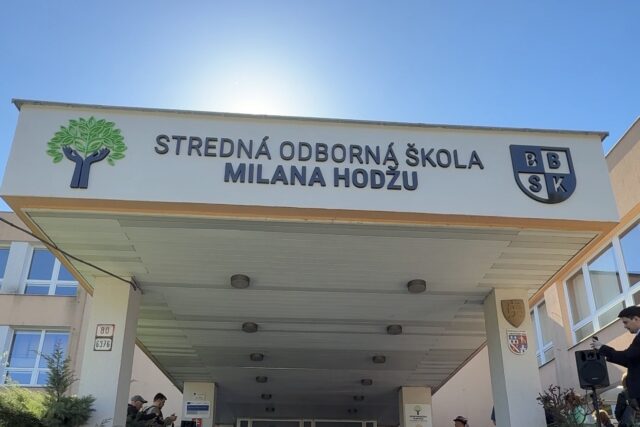 STREDNÁ ODBORNÁ ŠKOLA
MILANA HODŽU
BB
SK
80
6376